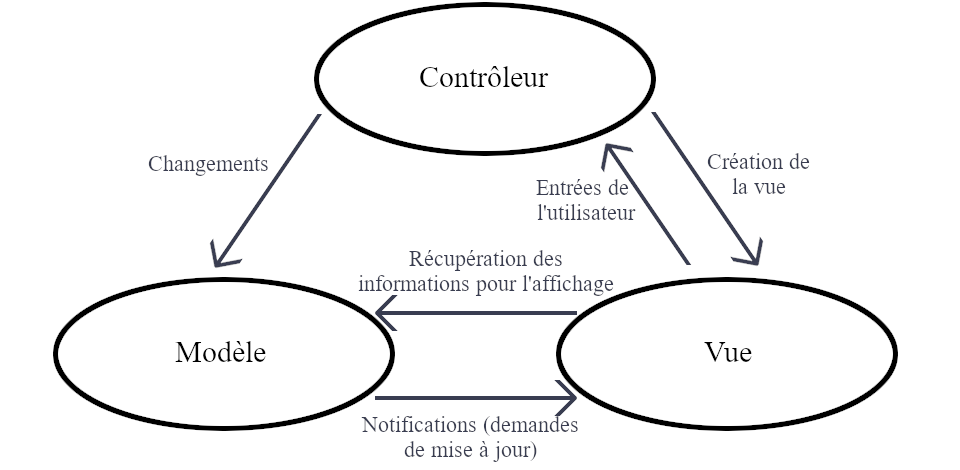 Contrôleur
Changements
Création de
la vue
Entrées de
l'utilisateur
Récupération des
informations pour l'affichage
Modèle
Vue
Notifications (demandes
de mise à jour)